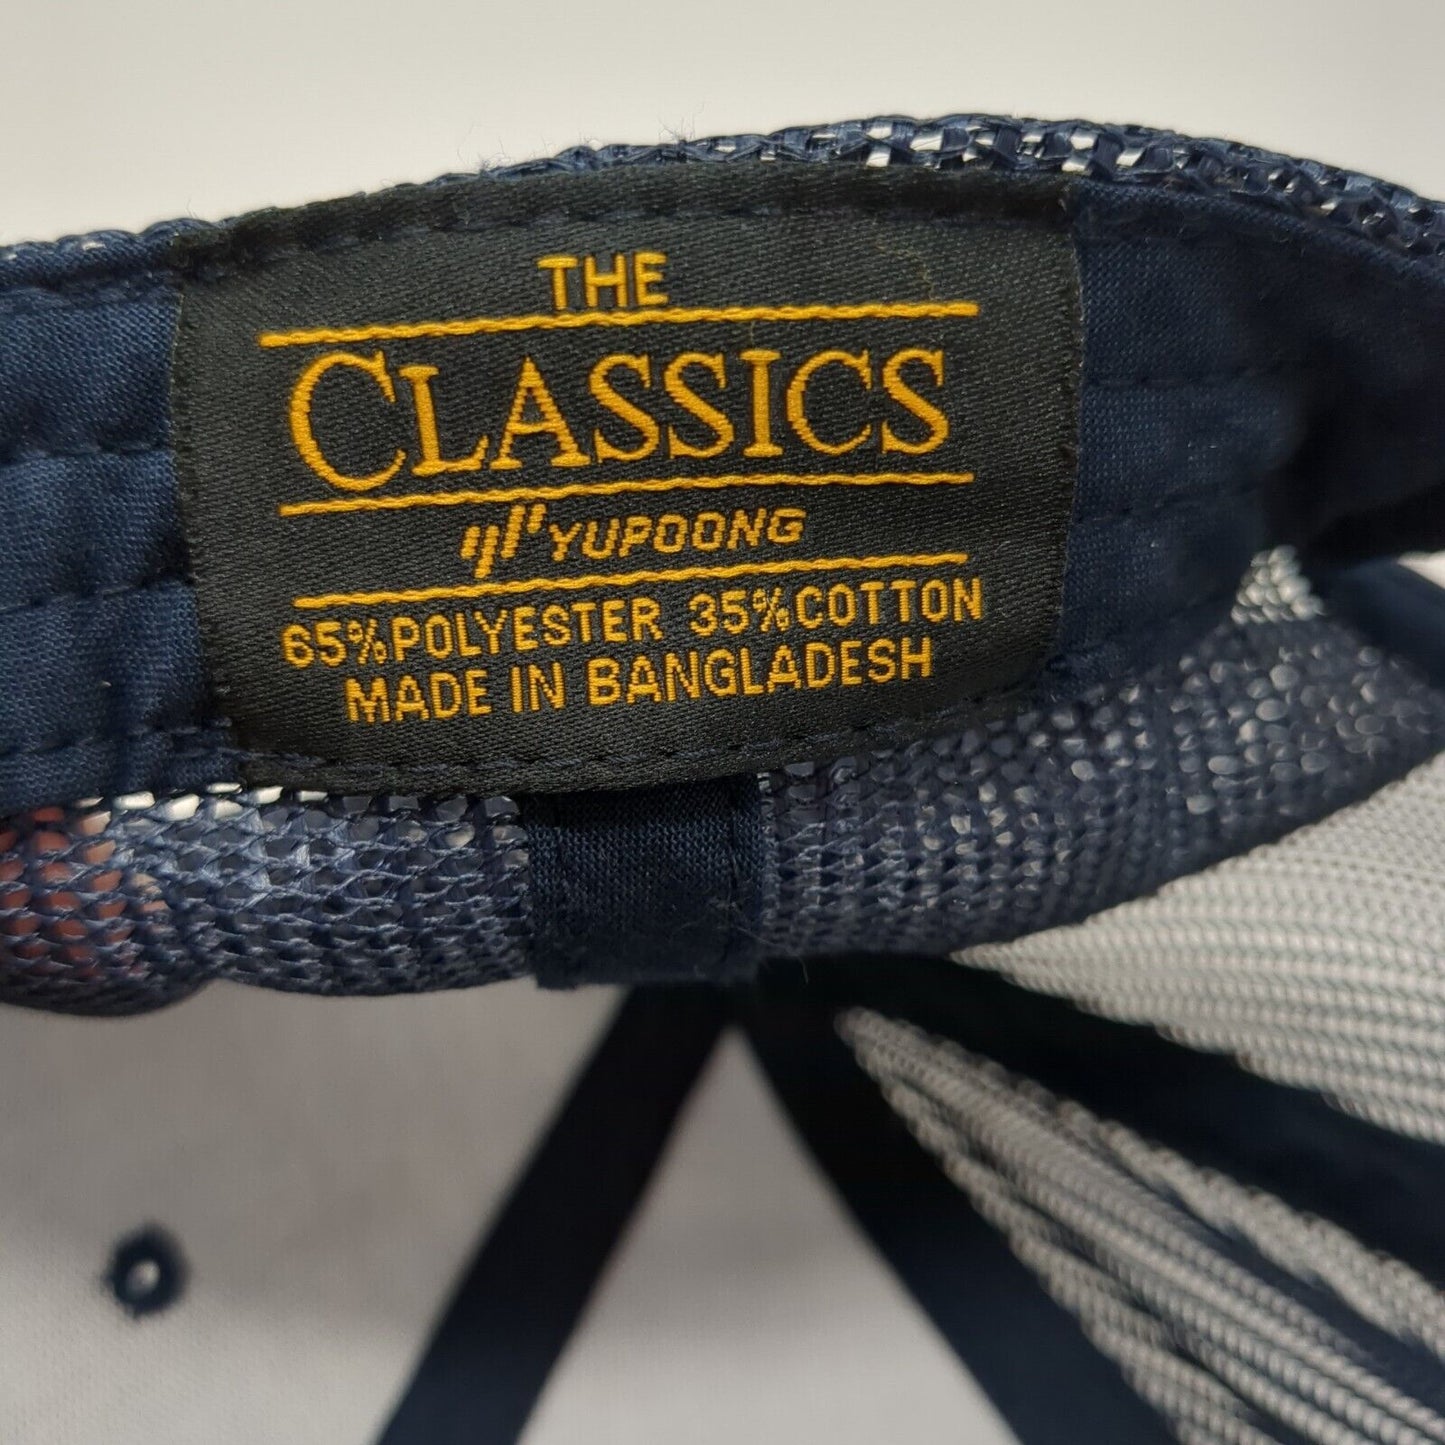 THE
CLASSICS
YUPOONG
65%POLYESTER 35%COTTON
MADE IN BANGLADESH